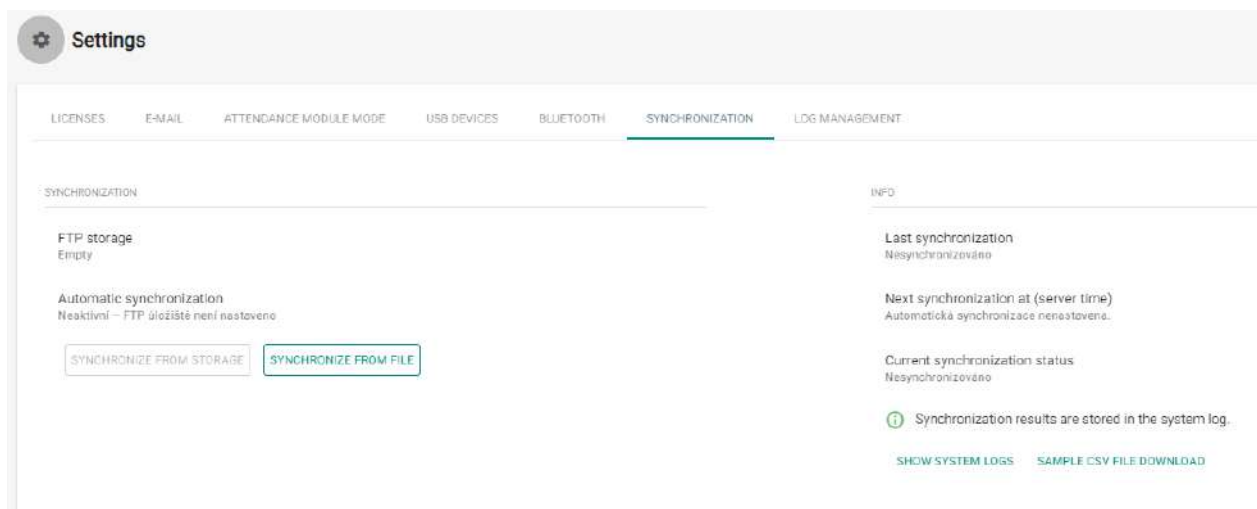 Settings
LICENSES E-MAIL ATTENDANCE MODULE MODE USB DEVICES BLUETOOTH SYNCHRONIZATION LOG MANAGEMENT
SYNCHRONIZATION
FTP storage
Empty
Automatic synchronization
Neaktivní – FTP úložiště není nastaveno
SYNCHRONIZE FROM STORAGE SYNCHRONIZE FROM FILE
INFO
Last synchronization
Nesynchronizováno
Next synchronization at (server time)
Automatická synchronizace nenastavena.
Current synchronization status
Nesynchronizováno
Synchronization results are stored in the system log.
SHOW SYSTEM LOGS SAMPLE CSV FILE DOWNLOAD